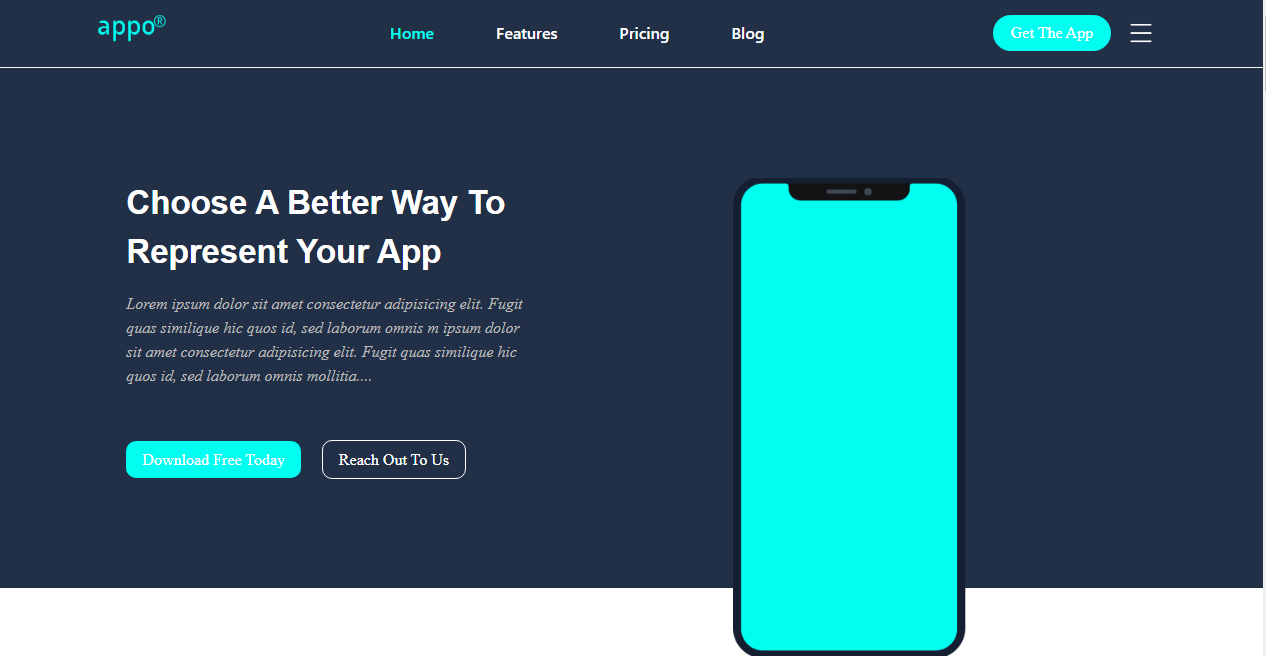 appo®
Home
Features
Pricing
Blog
Get The App
Choose A Better Way To
Represent Your App
Lorem ipsum dolor sit amet consectetur adipisicing elit. Fugit
quas similique hic quos id, sed laborum omnis m ipsum dolor
sit amet consectetur adipisicing elit. Fugit quas similique hic
quos id, sed laborum omnis mollitia....
Download Free Today
Reach Out To Us